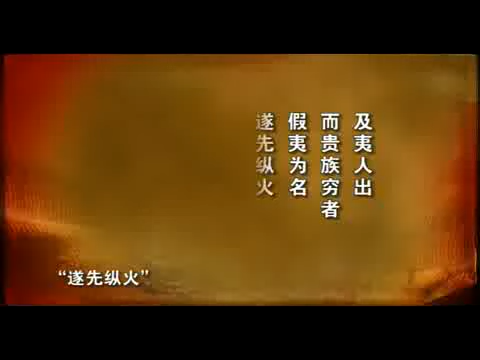 及夷人出
而贵族穷者
假夷为名
遂先纵火
“遂先纵火”